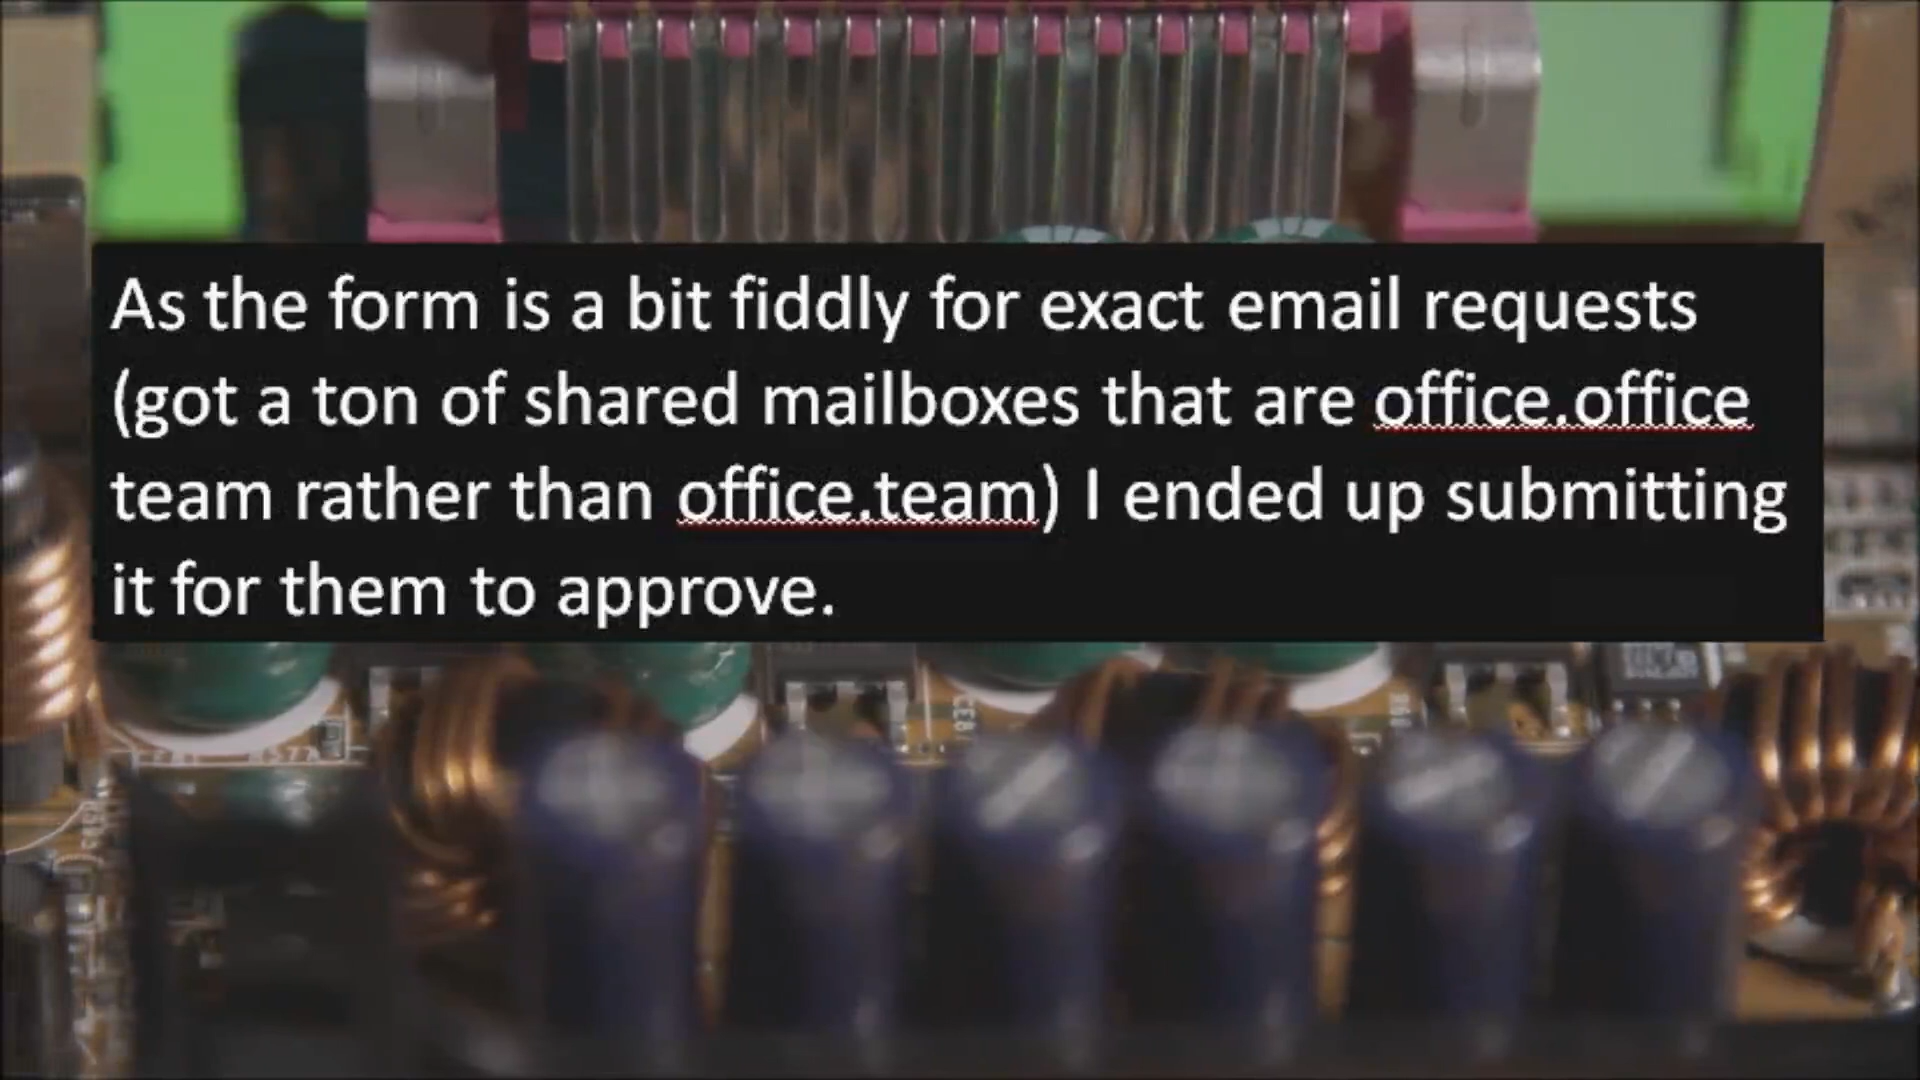 As the form is a bit fiddly for exact email requests
(got a ton of shared mailboxes that are office.office
team rather than office.team) I ended up submitting
it for them to approve.